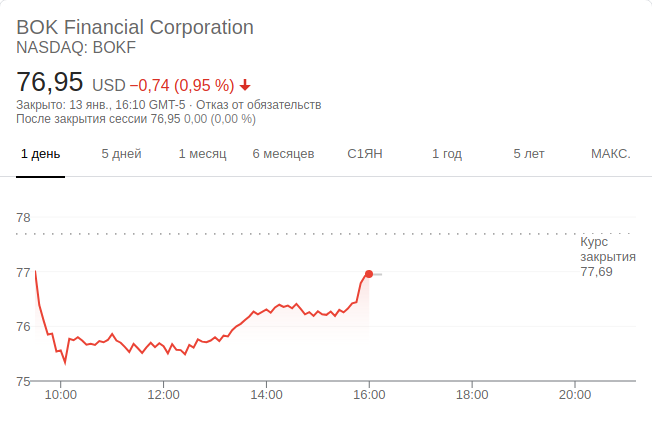 BOK Financial Corporation
NASDAQ: BOKF
76,95 USD −0,74 (0,95 %)
Закрыто: 13 янв., 16:10 GMT-5 · Отказ от обязательств
После закрытия сессии 76,95 0,00 (0,00 %)
1 день 5 дней 1 месяц 6 месяцев С1ЯН 1 год 5 лет МАКС.
78
Курс
закрытия
77,69
77
76
75
10:00 12:00 14:00 16:00 18:00 20:00